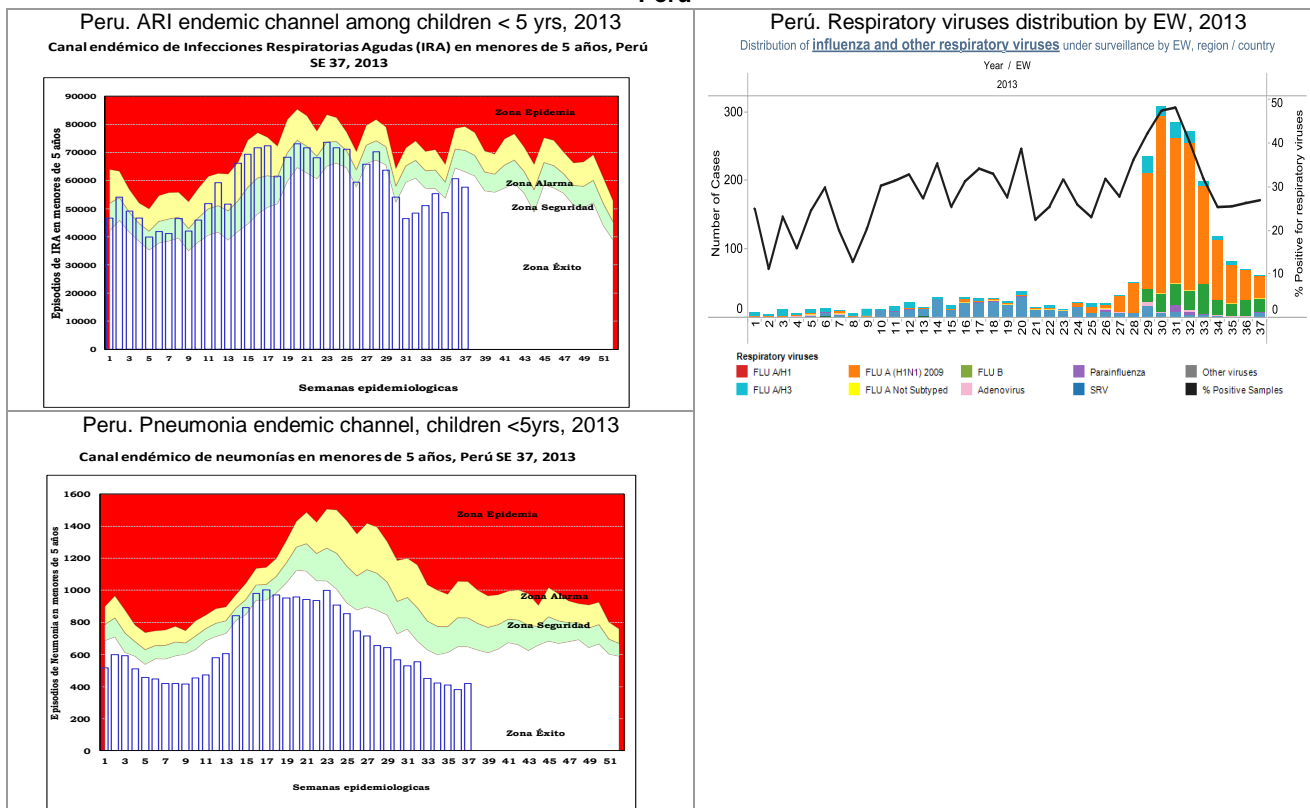 Peru. ARI endemic channel among children < 5 yrs, 2013
Canal endémico de Infecciones Respiratorias Agudas (IRA) en menores de 5 años, Perú
SE 37, 2013
Episodios de IRA en menores de 5 años
90000
80000
70000
60000
50000
40000
30000
20000
10000
0
Zona Epidemia
Zona Alarma
Zona Seguridad
Zona Éxito
1 3 5 7 9 11 13 15 17 19 21 23 25 27 29 31 33 35 37 39 41 43 45 47 49 51
Semanas epidemiologicas
Perú. Respiratory viruses distribution by EW, 2013
Distribution of influenza and other respiratory viruses under surveillance by EW, region / country
Year / EW
2013
Number of Cases
300
200
100
0
% Positive for respiratory viruses
50
40
30
20
10
0
1 2 3 4 5 6 7 8 9 10 11 12 13 14 15 16 17 18 19 20 21 22 23 24 25 26 27 28 29 30 31 32 33 34 35 36 37
Respiratory viruses
FLU A/H1 FLU A (H1N1) 2009 FLU B Parainfluenza Other viruses
FLU A/H3 FLU A Not Subtyped Adenovirus SRV % Positive Samples
Peru. Pneumonia endemic channel, children <5yrs, 2013
Canal endémico de neumonías en menores de 5 años, Perú SE 37, 2013
Episodios de Neumonia en menores de 5 años
1600
1400
1200
1000
800
600
400
200
0
Zona Epidemia
Zona Alarma
Zona Seguridad
Zona Éxito
1 3 5 7 9 11 13 15 17 19 21 23 25 27 29 31 33 35 37 39 41 43 45 47 49 51
Semanas epidemiologicas